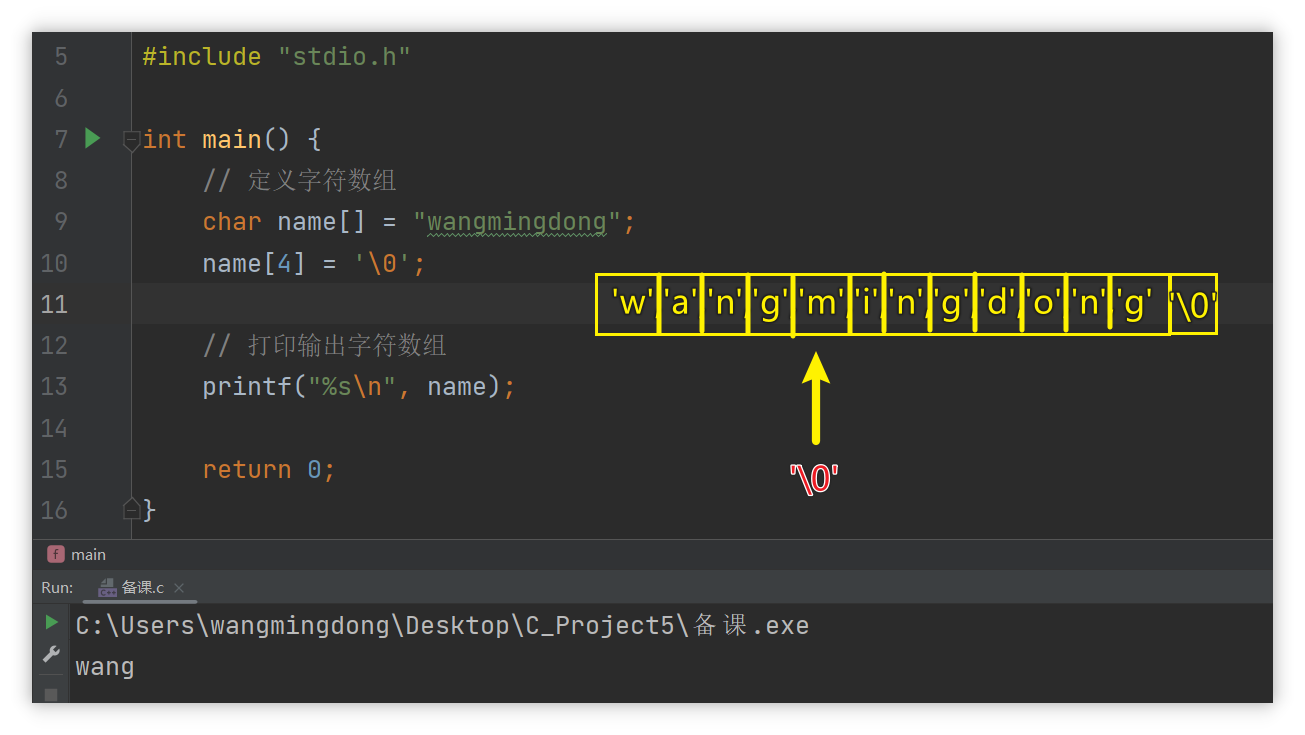 5 #include "stdio.h"
6
7 int main() {
8 // 定义字符数组
9 char name[] = "wangmingdong";
10 name[4] = '\0';
11
'w','a','n','g','m','i','n','g','d','o','n','g' '\0'
12 // 打印输出字符数组
13 printf("%s\n", name);
14
'\0'
15 return 0;
16 }
f main
Run: C++ 备课.c ×
C:\Users\wangmingdong\Desktop\C_Project5\备课.exe
wang